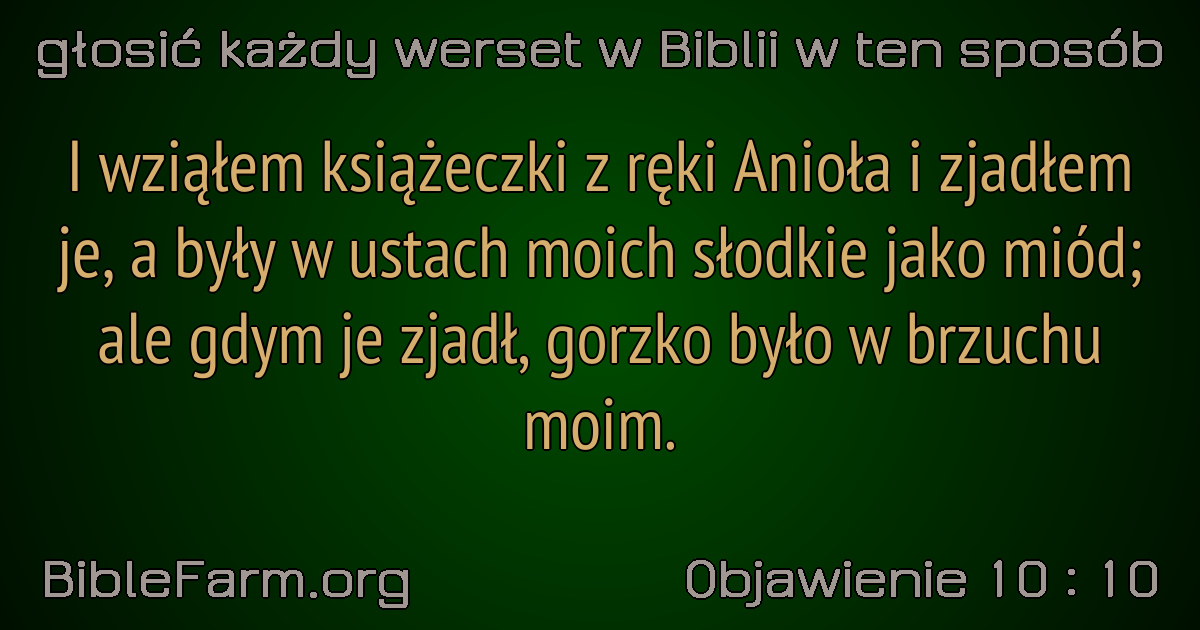 głosić każdy werset w Biblii w ten sposób
I wziąłem książeczki z ręki Anioła i zjadłem
je, a były w ustach moich słodkie jako miód;
ale gdym je zjadł, gorzko było w brzuchu
moim.
BibleFarm.org
Objawienie 10 : 10